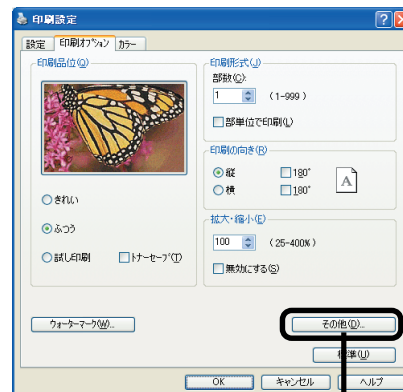 印刷設定
設定 印刷オプション カラー
印刷品位(Q)
きれい
ふつう
試し印刷 トナーセーブ(T)
印刷形式(J)
部数(C):
1 (1-999)
部単位で印刷(L)
印刷の向き(R)
縦 180°
横 180°
A
拡大・縮小(E)
100 (25-400%)
無効にする(S)
ウォーターマーク(W)...
その他(D)...
標準(U)
OK キャンセル ヘルプ